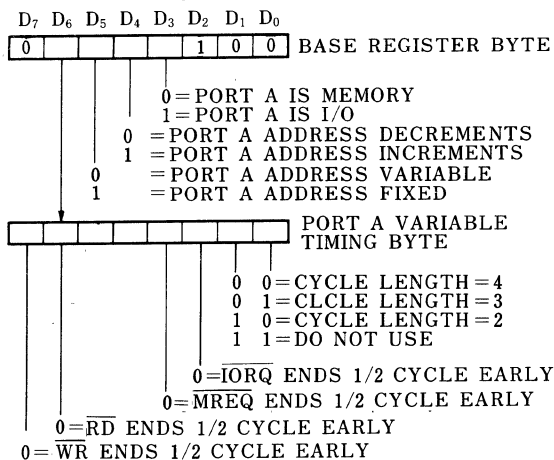 D7 D6 D5 D4 D3 D2 D1 D0
0 1 0 0 BASE REGISTER BYTE
0=PORT A IS MEMORY
1=PORT A IS I/O
0 =PORT A ADDRESS DECREMENTS
1 =PORT A ADDRESS INCREMENTS
0 =PORT A ADDRESS VARIABLE
1 =PORT A ADDRESS FIXED
PORT A VARIABLE
TIMING BYTE
0 0=CYCLE LENGTH=4
0 1=CLCLE LENGTH=3
1 0=CYCLE LENGTH=2
1 1=DO NOT USE
0=IORQ ENDS 1/2 CYCLE EARLY
0=MREQ ENDS 1/2 CYCLE EARLY
0=RD ENDS 1/2 CYCLE EARLY
0=WR ENDS 1/2 CYCLE EARLY